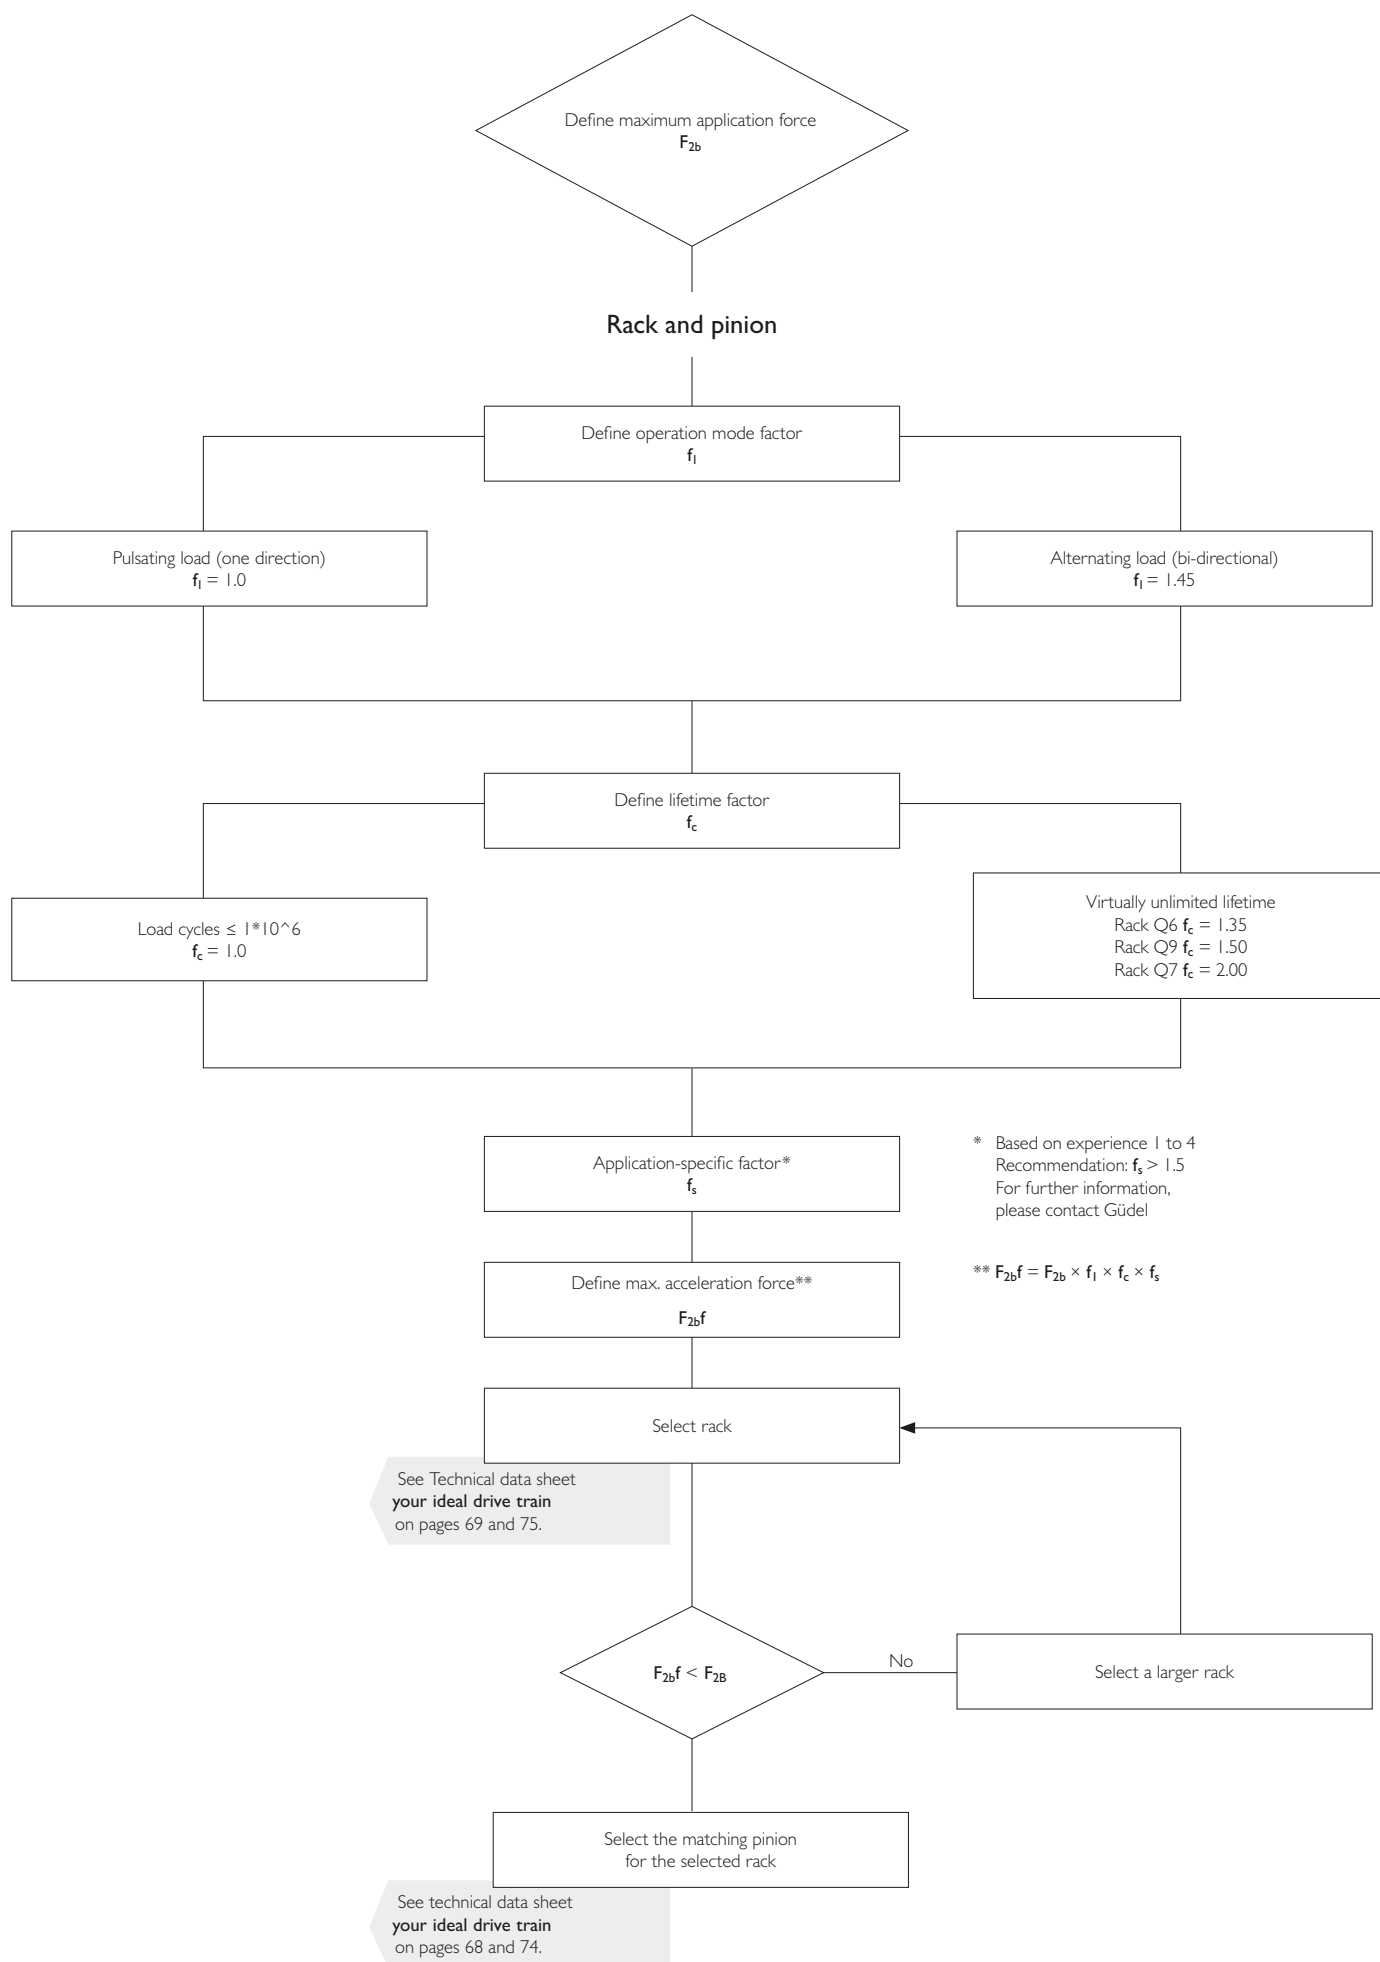 Define maximum application force
F2b
Rack and pinion
Define operation mode factor
f1
Pulsating load (one direction)
f1 = 1.0
Alternating load (bi-directional)
f1 = 1.45
Define lifetime factor
fc
Load cycles ≤ 1*10^6
fc = 1.0
Virtually unlimited lifetime
Rack Q6 fc = 1.35
Rack Q9 fc = 1.50
Rack Q7 fc = 2.00
Application-specific factor*
fs
* Based on experience 1 to 4
Recommendation: fs > 1.5
For further information,
please contact Güdel
Define max. acceleration force**
F2bf
** F2bf = F2b × f1 × fc × fs
Select rack
See Technical data sheet
your ideal drive train
on pages 69 and 75.
F2bf < F2B
No
Select a larger rack
Select the matching pinion
for the selected rack
See technical data sheet
your ideal drive train
on pages 68 and 74.